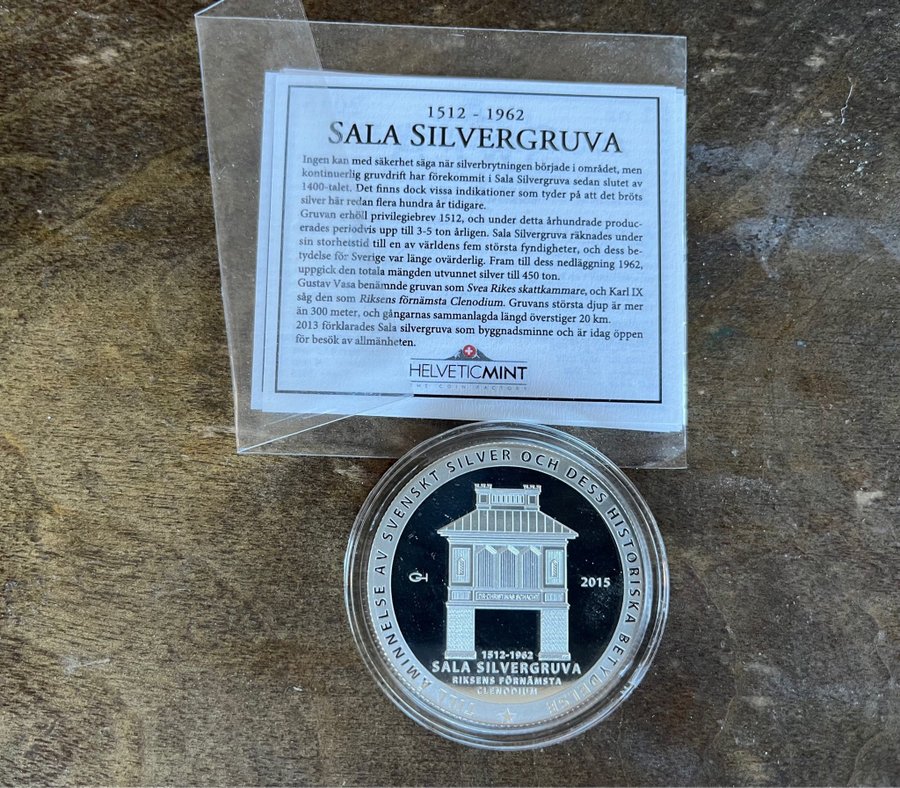 1512 - 1962
SALA SILVERGRUVA
Ingen kan med säkerhet säga när silverbrytningen började i området, men
kontinuerlig gruvdrift har förekommit i Sala Silvergruva sedan slutet av
1400-talet. Det finns dock vissa indikationer som tyder på att det bröts
silver här redan flera hundra år tidigare.
Gruvan erhöll privilegiebrev 1512, och under detta århundrade produc-
erades periodvis upp till 3-5 ton årligen. Sala Silvergruva räknades under
sin storhetstid till en av världens fem största fyndigheter, och dess be-
tydelse för Sverige var länge ovärderlig. Fram till dess nedläggning 1962,
uppgick den totala mängden utvunnet silver till 450 ton.
Gustav Vasa benämnde gruvan som Svea Rikes skattkammare, och Karl IX
såg den som Riksens förnämsta Clenodium. Gruvans största djup är mer
än 300 meter, och gångarnas sammanlagda längd överstiger 20 km.
2013 förklarades Sala silvergruva som byggnadsminne och är idag öppen
för besök av allmänheten.
HELVETIC MINT
THE COIN FACTORY
TILL ÅMINNELSE AV SVENSKT SILVER OCH DESS HISTORISKA BETYDELSE
2015
1512-1962
SALA SILVERGRUVA
RIKSENS FÖRNÄMSTA
CLENODIUM